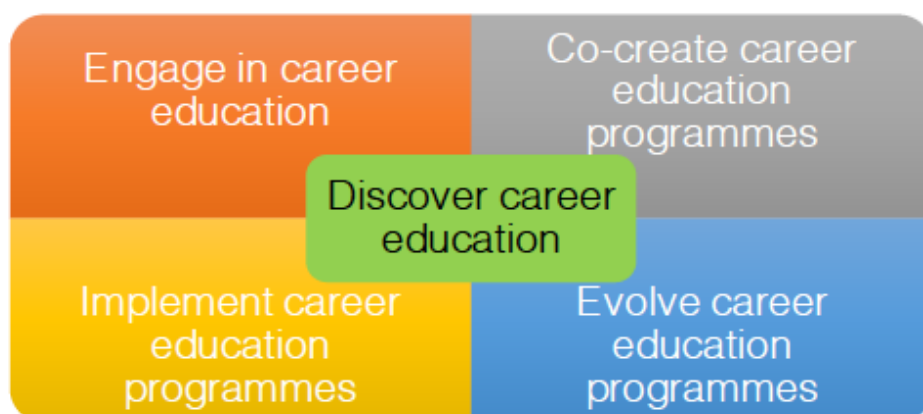 Engage in career
education
Co-create career
education
programmes
Discover career
education
Implement career
education
programmes
Evolve career
education
programmes